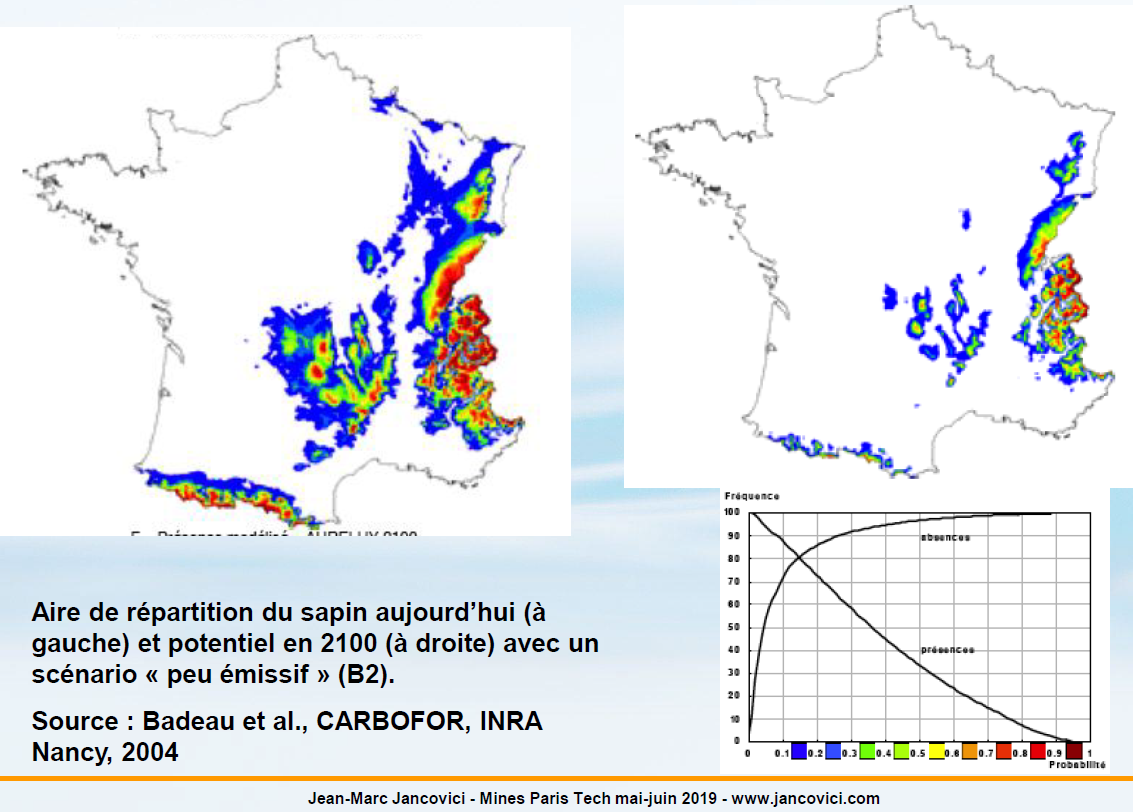 Fréquence
100
90
80
70
60
50
40
30
20
10
0
absences
présences
0 0.1 0.2 0.3 0.4 0.5 0.6 0.7 0.8 0.9 1
Probabilité
Aire de répartition du sapin aujourd’hui (à
gauche) et potentiel en 2100 (à droite) avec un
scénario « peu émissif » (B2).
Source : Badeau et al., CARBOFOR, INRA
Nancy, 2004
Jean-Marc Jancovici - Mines Paris Tech mai-juin 2019 - www.jancovici.com